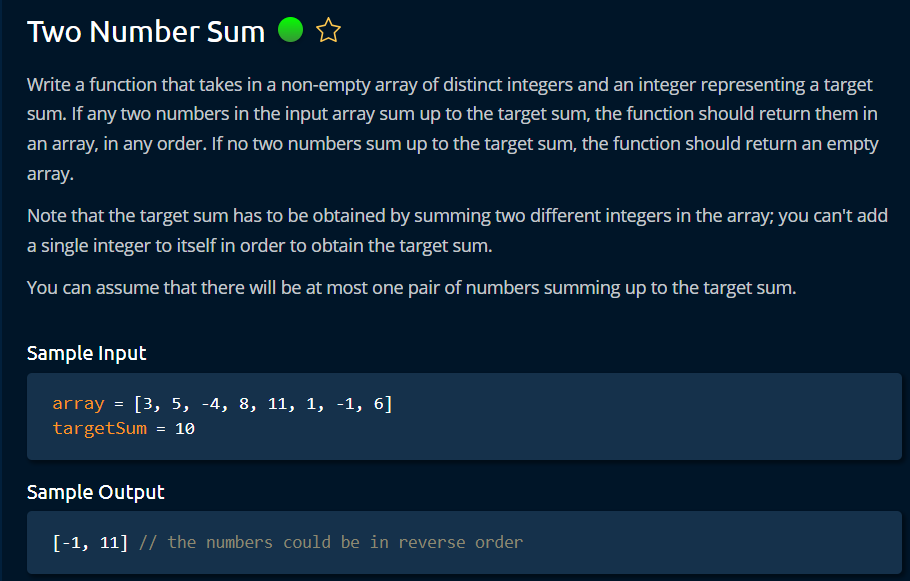 Two Number Sum
Write a function that takes in a non-empty array of distinct integers and an integer representing a target
sum. If any two numbers in the input array sum up to the target sum, the function should return them in
an array, in any order. If no two numbers sum up to the target sum, the function should return an empty
array.
Note that the target sum has to be obtained by summing two different integers in the array; you can't add
a single integer to itself in order to obtain the target sum.
You can assume that there will be at most one pair of numbers summing up to the target sum.
Sample Input
array = [3, 5, -4, 8, 11, 1, -1, 6]
targetSum = 10
Sample Output
[-1, 11] // the numbers could be in reverse order